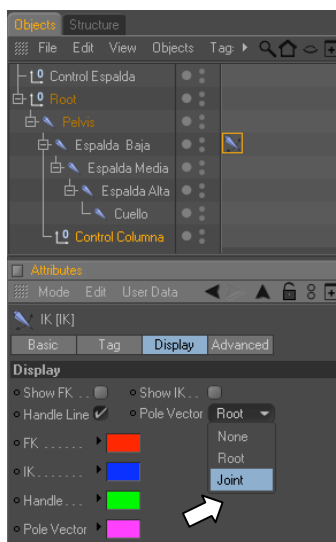 Objects Structure
File Edit View Objects Tag:
Control Espalda
Root
Pelvis
Espalda Baja
Espalda Media
Espalda Alta
Cuello
Control Columna
Attributes
Mode Edit User Data
IK [IK]
Basic Tag Display Advanced
Display
Show FK . . Show IK . .
Handle Line Pole Vector Root
FK . . . . . . None
Root
IK . . . . . . . Joint
Handle . . .
Pole Vector